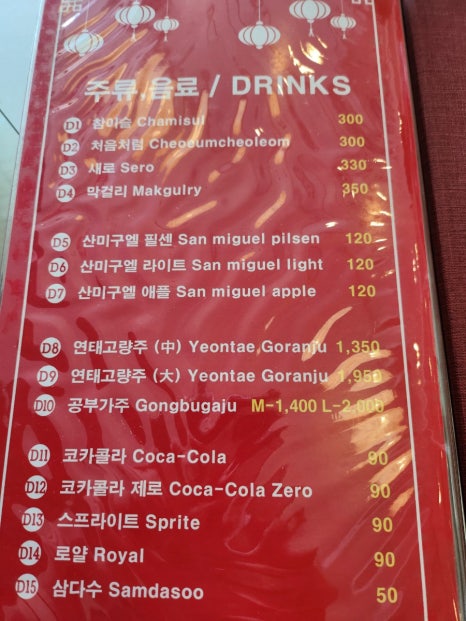 주류,음료 / DRINKS
D1 참이슬 Chamisul 300
D2 처음처럼 Cheoeumcheoleom 300
D3 새로 Sero 330
D4 막걸리 Makgulry 350
D5 산미구엘 필센 San miguel pilsen 120
D6 산미구엘 라이트 San miguel light 120
D7 산미구엘 애플 San miguel apple 120
D8 연태고량주 (中) Yeontae Goranju 1,350
D9 연태고량주 (大) Yeontae Goranju 1,950
D10 공부가주 Gongbugaju M-1,400 L-2,000
D11 코카콜라 Coca-Cola 90
D12 코카콜라 제로 Coca-Cola Zero 90
D13 스프라이트 Sprite 90
D14 로얄 Royal 90
D15 삼다수 Samdasoo 50